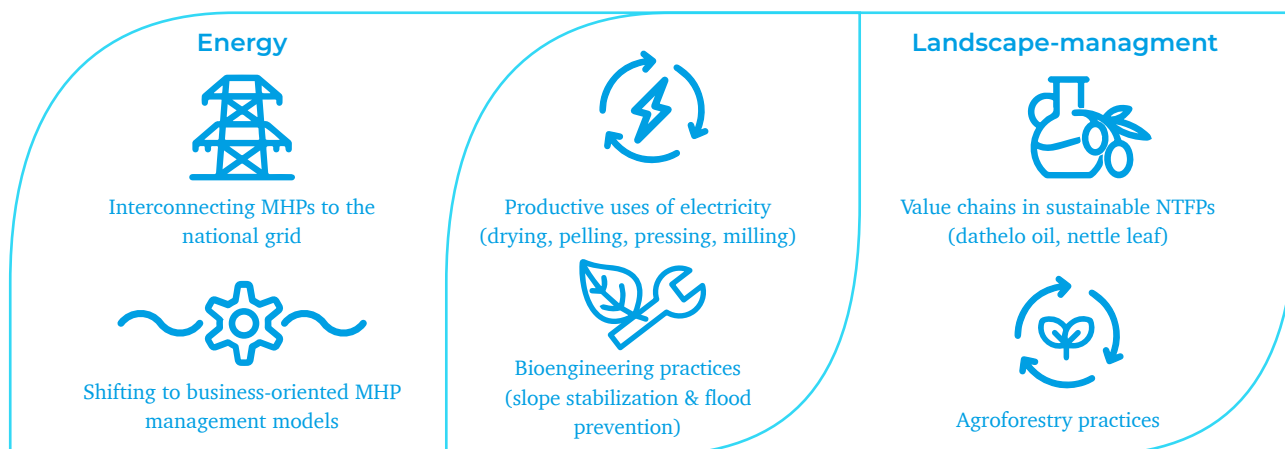 Energy
Interconnecting MHPs to the
national grid
Shifting to business-oriented MHP
management models
Productive uses of electricity
(drying, pelling, pressing, milling)
Bioengineering practices
(slope stabilization & flood
prevention)
Landscape-managment
Value chains in sustainable NTFPs
(dathelo oil, nettle leaf)
Agroforestry practices